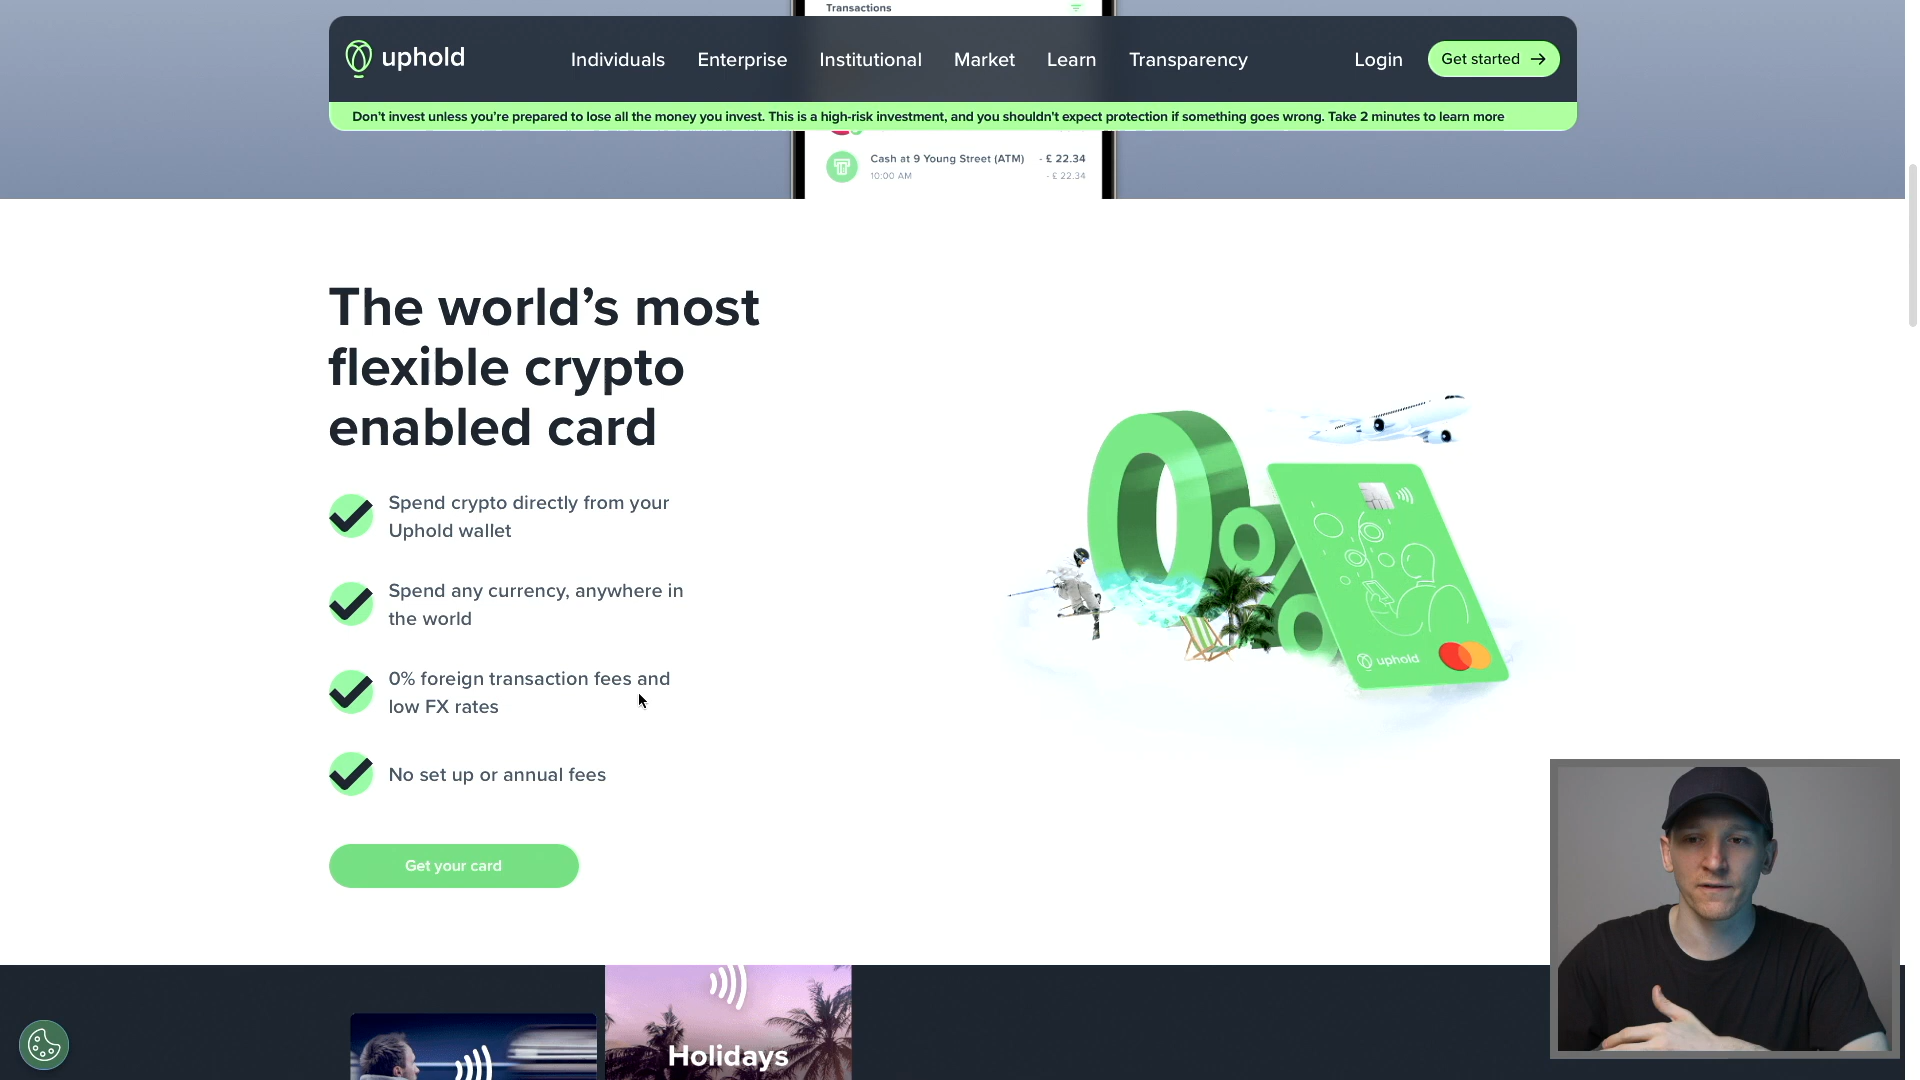 Transactions
uphold
Individuals
Enterprise
Institutional
Market
Learn
Transparency
Login
Get started
Don't invest unless you're prepared to lose all the money you invest. This is a high-risk investment, and you shouldn't expect protection if something goes wrong. Take 2 minutes to learn more
Cash at 9 Young Street (ATM)
- £ 22.34
10:00 AM
- £ 22.34
The world’s most
flexible crypto
enabled card
Spend crypto directly from your
Uphold wallet
Spend any currency, anywhere in
the world
0% foreign transaction fees and
low FX rates
No set up or annual fees
Get your card
0%
uphold
Holidays